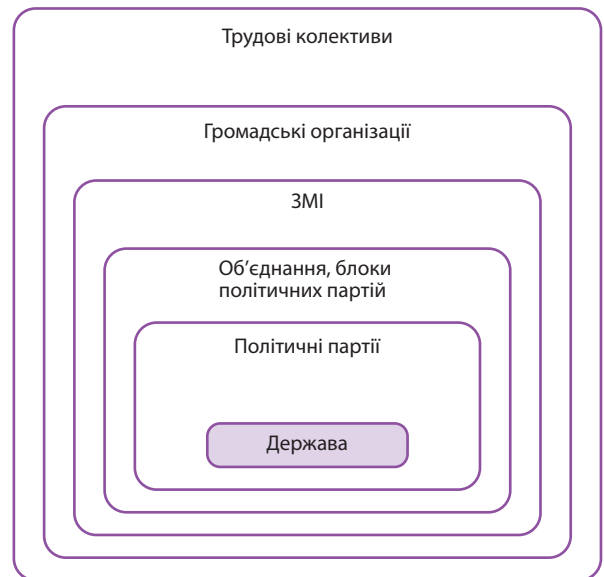 Трудові колективи
Громадські організації
ЗМІ
Об’єднання, блоки
політичних партій
Політичні партії
Держава